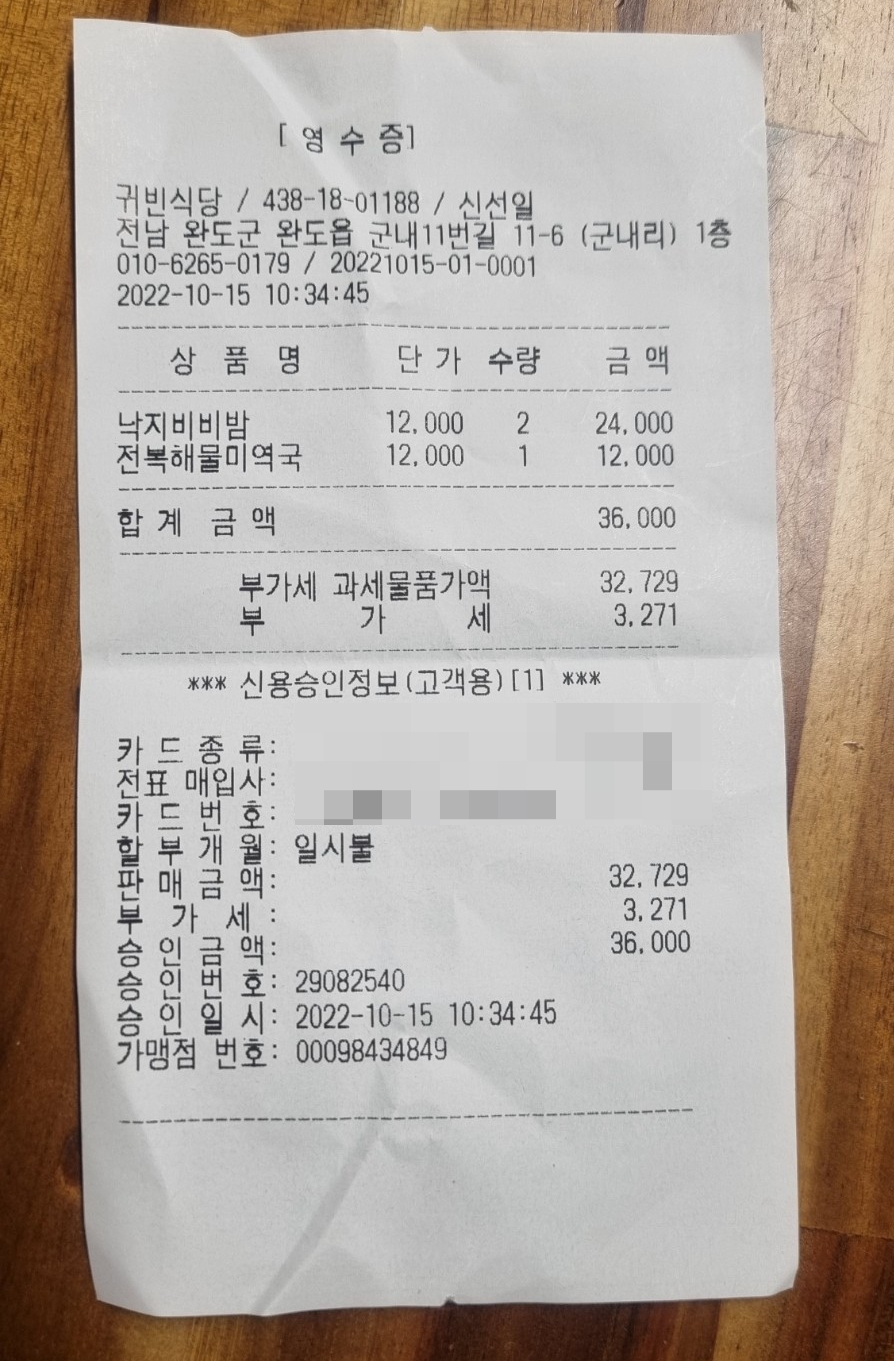 [ 영 수 증]
귀빈식당 / 438-18-01188 / 신선일
전남 완도군 완도읍 군내11번길 11-6 (군내리) 1층
010-6265-0179 / 20221015-01-0001
2022-10-15 10:34:45
상 품 명 단 가 수량 금 액
낙지비비밤 12,000 2 24,000
전복해물미역국 12,000 1 12,000
합 계 금 액 36,000
부가세 과세물품가액 32,729
부 가 세 3,271
*** 신용승인정보(고객용)[1] ***
카 드 종 류:
전표 매입사:
카 드 번 호:
할 부 개 월: 일시불
판 매 금 액: 32,729
부 가 세 : 3,271
승 인 금 액: 36,000
승 인 번 호: 29082540
승 인 일 시: 2022-10-15 10:34:45
가맹점 번호: 00098434849